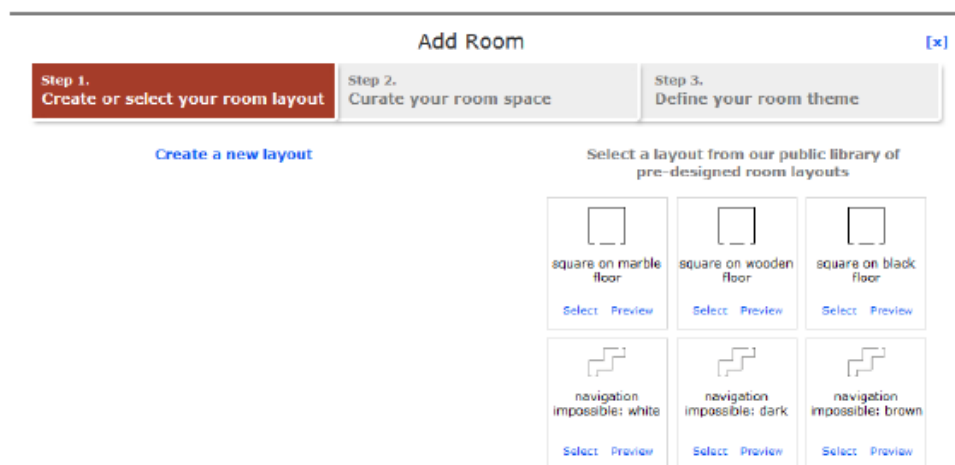 Add Room
[x]
Step 1.
Create or select your room layout
Step 2.
Curate your room space
Step 3.
Define your room theme
Create a new layout
Select a layout from our public library of
pre-designed room layouts
square on marble
floor
Select Preview
square on wooden
floor
Select Preview
square on black
floor
Select Preview
navigation
impossible: white
Select Preview
navigation
impossible: dark
Select Preview
navigation
impossible: brown
Select Preview